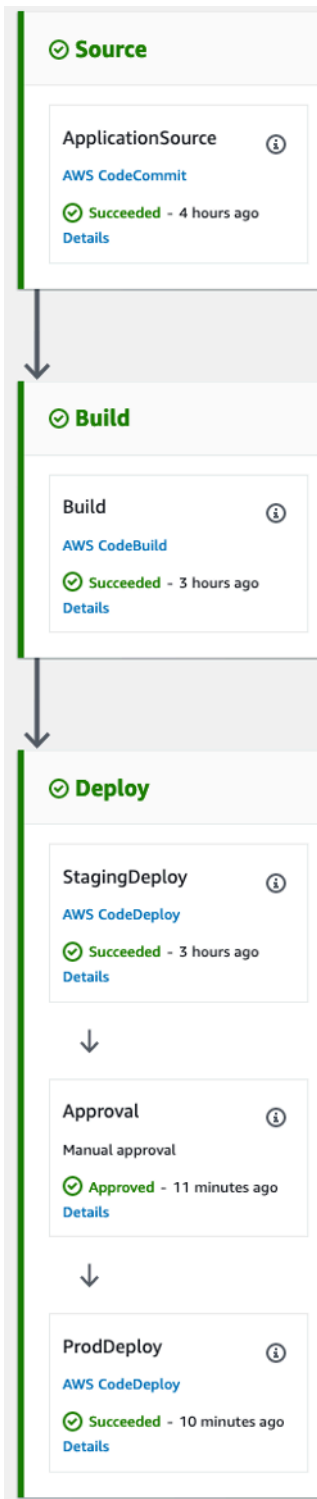 Source
ApplicationSource
AWS CodeCommit
Succeeded - 4 hours ago
Details
Build
Build
AWS CodeBuild
Succeeded - 3 hours ago
Details
Deploy
StagingDeploy
AWS CodeDeploy
Succeeded - 3 hours ago
Details
Approval
Manual approval
Approved - 11 minutes ago
Details
ProdDeploy
AWS CodeDeploy
Succeeded - 10 minutes ago
Details